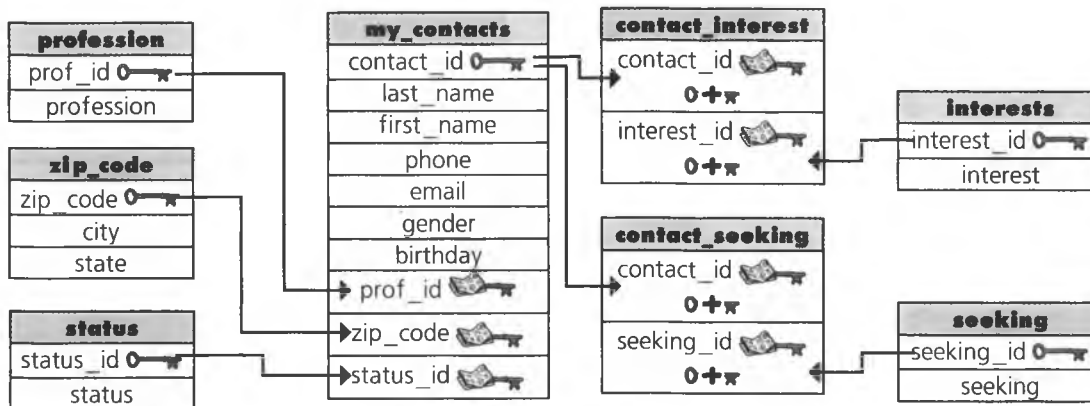 profession
prof_id
profession
zip_code
zip_code
city
state
status
status_id
status
my_contacts
contact_id
last_name
first_name
phone
email
gender
birthday
prof_id
zip_code
status_id
contact_interest
contact_id
interest_id
contact_seeking
contact_id
seeking_id
interests
interest_id
interest
seeking
seeking_id
seeking